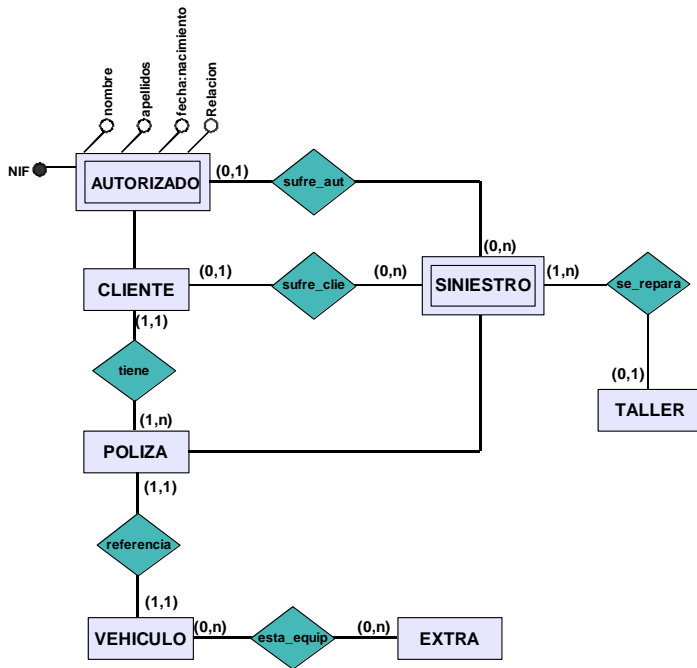 nombre
apellidos
fecha:nacimiento
Relacion
NIF
AUTORIZADO
(0,1)
sufre_aut
(0,n)
CLIENTE
(0,1)
sufre_clie
(0,n)
SINIESTRO
(1,n)
se_repara
(1,1)
tiene
(0,1)
TALLER
(1,n)
POLIZA
(1,1)
referencia
(1,1)
VEHICULO
(0,n)
esta_equip
(0,n)
EXTRA